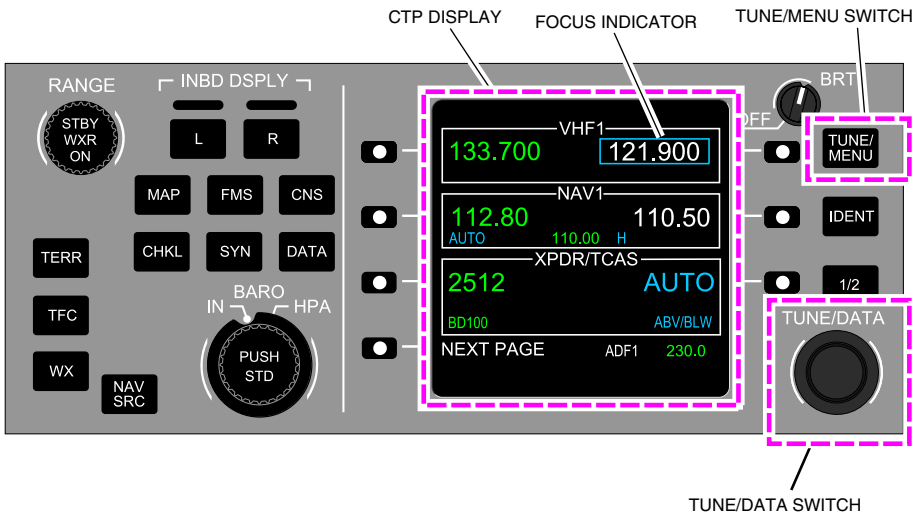 CTP DISPLAY
FOCUS INDICATOR
TUNE/MENU SWITCH
RANGE
INBD DSPLY
BRT
OFF
STBY
WXR
ON
L
R
TUNE/
MENU
VHF1
133.700
121.900
MAP
FMS
CNS
NAV1
112.80
110.50
AUTO
110.00
H
IDENT
CHKL
SYN
DATA
TERR
XPDR/TCAS
2512
AUTO
1/2
BARO
IN
HPA
BD100
ABV/BLW
TUNE/DATA
TFC
PUSH
STD
NEXT PAGE
ADF1
230.0
WX
NAV
SRC
TUNE/DATA SWITCH